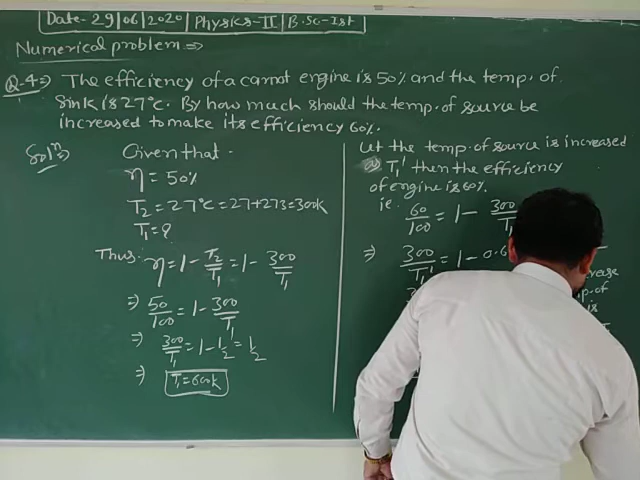 Date-29/06/2020 | Physics-II | B.Sc-Ist
Numerical problem ⇒
Q.4⇒ The efficiency of a carnot engine is 50% and the temp. of
sink is 27°c. By how much should the temp. of source be
increased to make its efficiency 60%.
Solⁿ⇒ Given that.
η = 50%
T₂ = 27°c = 27+273 = 300k
T₁ = ?
Thus, η = 1 - T₂/T₁ = 1 - 300/T₁
⇒ 50/100 = 1 - 300/T₁
⇒ 300/T₁ = 1 - 1/2 = 1/2
⇒ T₁ = 600k
Let the temp. of source is increased
T₁' then the efficiency
of engine is 60%.
ie. 60/100 = 1 - 300/T₁
⇒ 300/T₁' = 1 - 0.6
temp. of
is